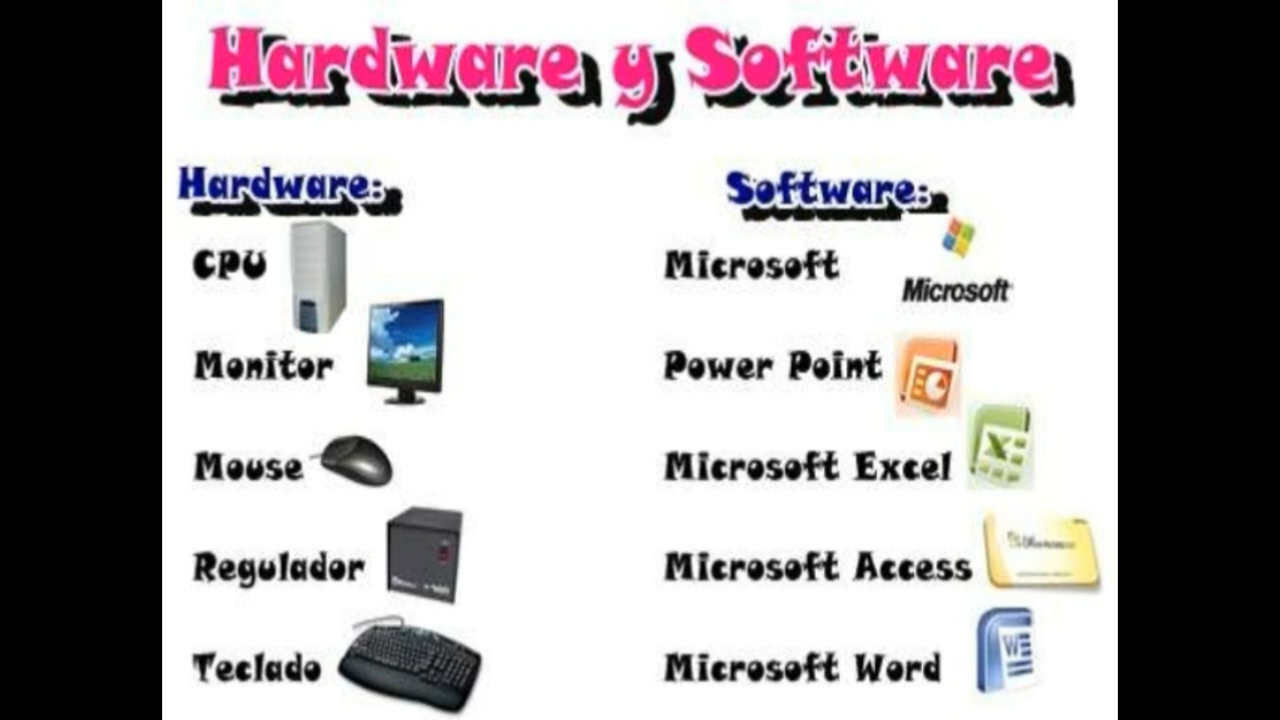 Hardware y Software
Hardware:
CPU
Monitor
Mouse
Regulador
Teclado
Software:
Microsoft
Microsoft
Power Point
Microsoft Excel
Microsoft Access
Microsoft Word